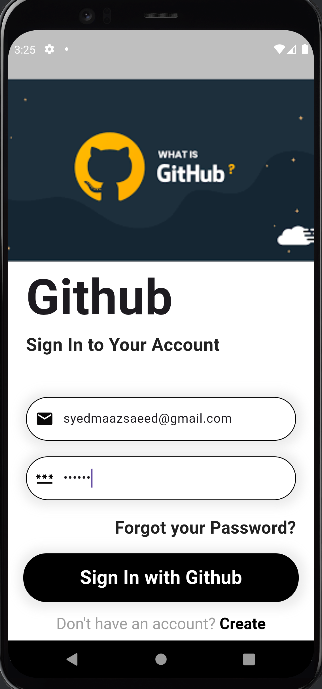 3:25
WHAT IS
GitHub?
Github
Sign In to Your Account
syedmaazsaeed@gmail.com
••••••
Forgot your Password?
Sign In with Github
Don't have an account? Create